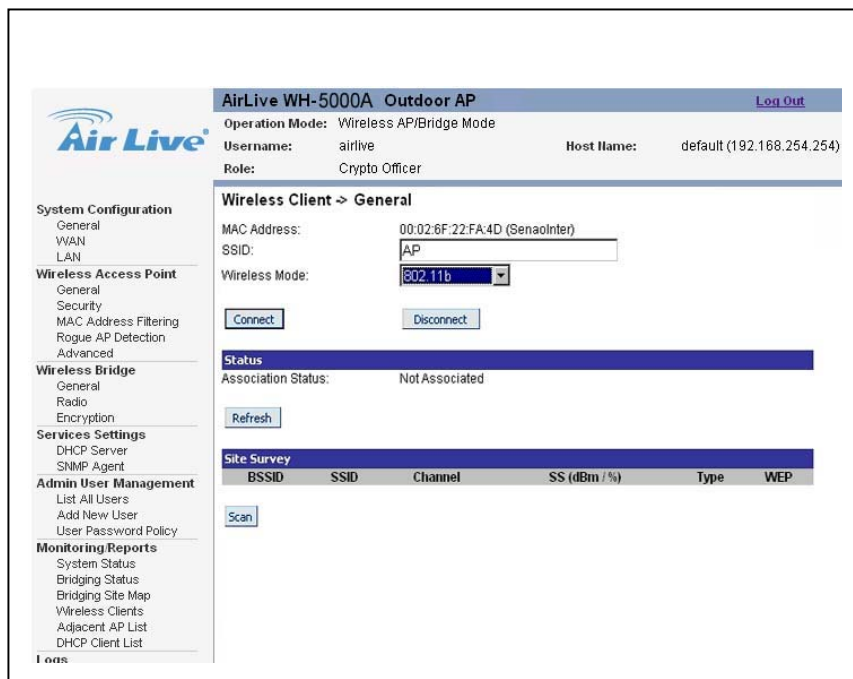 Air Live
System Configuration
General
WAN
LAN
Wireless Access Point
General
Security
MAC Address Filtering
Rogue AP Detection
Advanced
Wireless Bridge
General
Radio
Encryption
Services Settings
DHCP Server
SNMP Agent
Admin User Management
List All Users
Add New User
User Password Policy
Monitoring/Reports
System Status
Bridging Status
Bridging Site Map
Wireless Clients
Adjacent AP List
DHCP Client List
Logs
AirLive WH-5000A Outdoor AP Log Out
Operation Mode: Wireless AP/Bridge Mode
Username: airlive Host Name: default (192.168.254.254)
Role: Crypto Officer
Wireless Client -> General
MAC Address: 00:02:6F:22:FA:4D (SenaoInter)
SSID: AP
Wireless Mode: 802.11b
Connect Disconnect
Status
Association Status: Not Associated
Refresh
Site Survey
BSSID SSID Channel SS (dBm / %) Type WEP
Scan